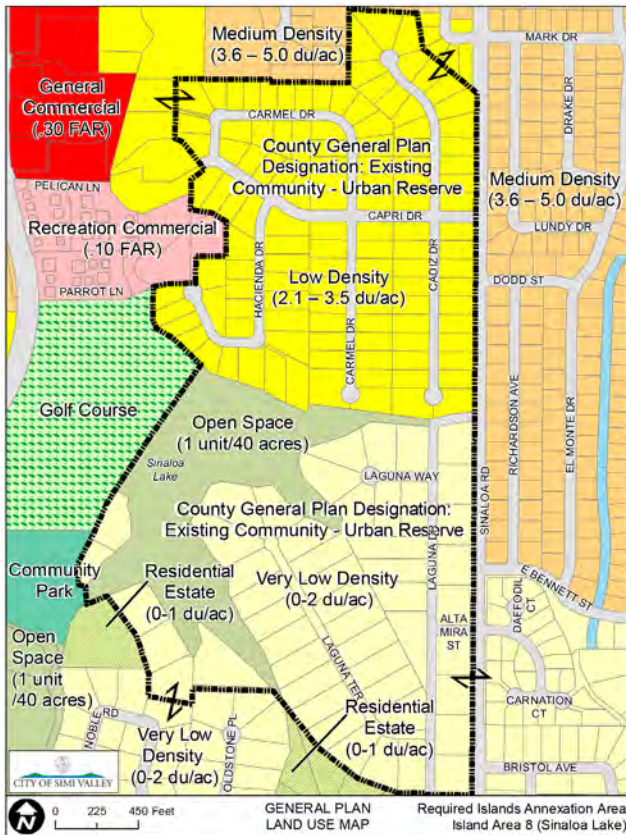 Medium Density
(3.6 – 5.0 du/ac)
MARK DR
DRAKE DR
General
Commercial
(.30 FAR)
CARMEL DR
County General Plan
Designation: Existing
Community - Urban Reserve
Medium Density
(3.6 – 5.0 du/ac)
PELICAN LN
CAPRI DR
LUNDY DR
Recreation Commercial
(.10 FAR)
HACIENDA DR
CADIZ DR
Low Density
(2.1 – 3.5 du/ac)
DODD ST
PARROT LN
CARMEL DR
Golf Course
Open Space
(1 unit/40 acres)
SINALOA RD
RICHARDSON AVE
EL MONTE DR
Sinaloa
Lake
LAGUNA WAY
County General Plan Designation:
Existing Community - Urban Reserve
LAGUNA DR
Community
Park
Residential
Estate
(0-1 du/ac)
Very Low Density
(0-2 du/ac)
E BENNETT ST
DAFFODIL
CT
ALTA
MIRA
ST
Open
Space
(1 unit
/40 acres)
LAGUNA TER
CARNATION
CT
NOBLE RD
OLDSTONE PL
Very Low
Density
(0-2 du/ac)
Residential
Estate
(0-1 du/ac)
BRISTOL AVE
CITY OF SIMI VALLEY
N
0 225 450 Feet
GENERAL PLAN
LAND USE MAP
Required Islands Annexation Area
Island Area 8 (Sinaloa Lake)